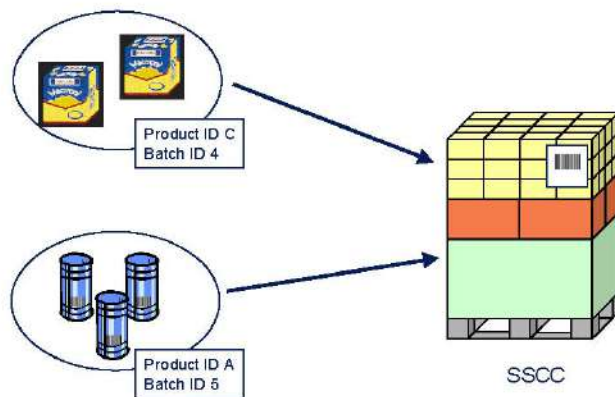 Product ID C
Batch ID 4
Product ID A
Batch ID 5
SSCC